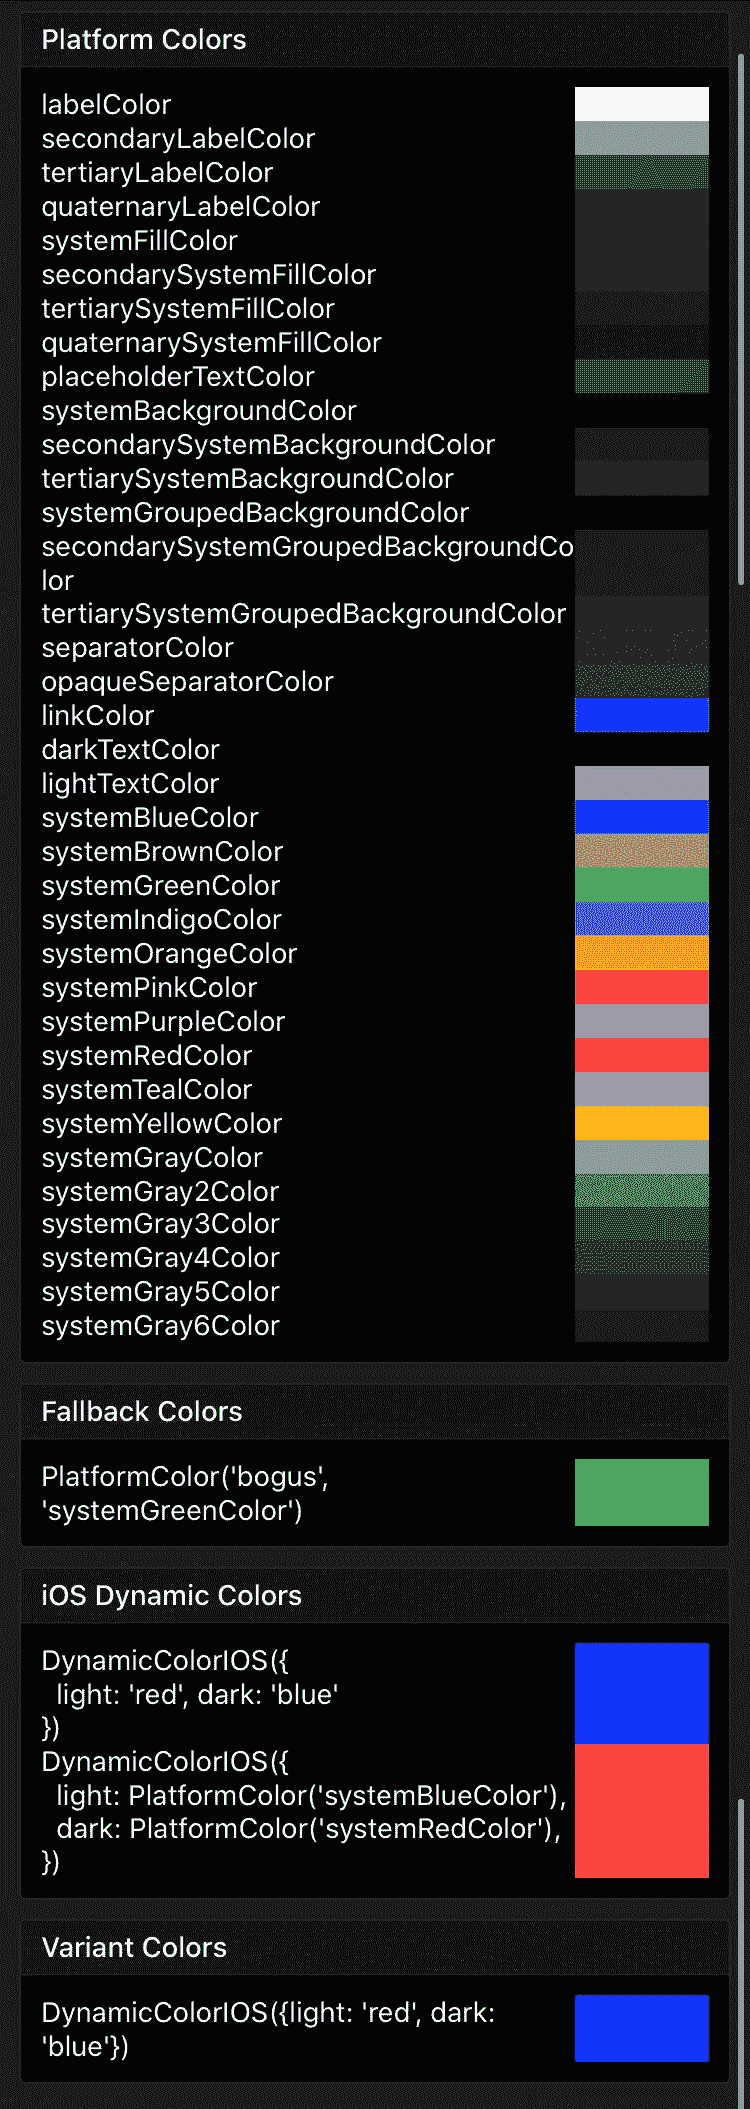 Platform Colors
labelColor
secondaryLabelColor
tertiaryLabelColor
quaternaryLabelColor
systemFillColor
secondarySystemFillColor
tertiarySystemFillColor
quaternarySystemFillColor
placeholderTextColor
systemBackgroundColor
secondarySystemBackgroundColor
tertiarySystemBackgroundColor
systemGroupedBackgroundColor
secondarySystemGroupedBackgroundCo
lor
tertiarySystemGroupedBackgroundColor
separatorColor
opaqueSeparatorColor
linkColor
darkTextColor
lightTextColor
systemBlueColor
systemBrownColor
systemGreenColor
systemIndigoColor
systemOrangeColor
systemPinkColor
systemPurpleColor
systemRedColor
systemTealColor
systemYellowColor
systemGrayColor
systemGray2Color
systemGray3Color
systemGray4Color
systemGray5Color
systemGray6Color
Fallback Colors
PlatformColor('bogus',
'systemGreenColor')
iOS Dynamic Colors
DynamicColorIOS({
  light: 'red', dark: 'blue'
})
DynamicColorIOS({
  light: PlatformColor('systemBlueColor'),
  dark: PlatformColor('systemRedColor'),
})
Variant Colors
DynamicColorIOS({light: 'red', dark:
'blue'})